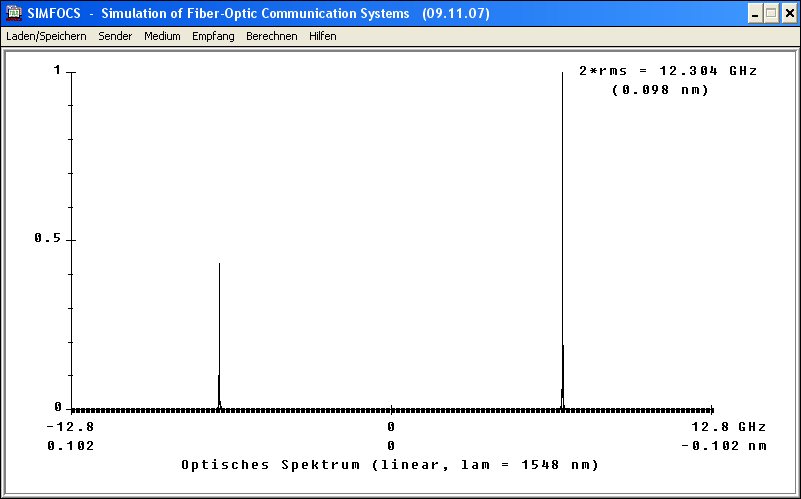 SIMFOCS - Simulation of Fiber-Optic Communication Systems (09.11.07)
Laden/Speichern Sender Medium Empfang Berechnen Hilfen
1
2*rms = 12.304 GHz
(0.098 nm)
0.5
0
-12.8 0 12.8 GHz
0.102 0 -0.102 nm
Optisches Spektrum (linear, lam = 1548 nm)